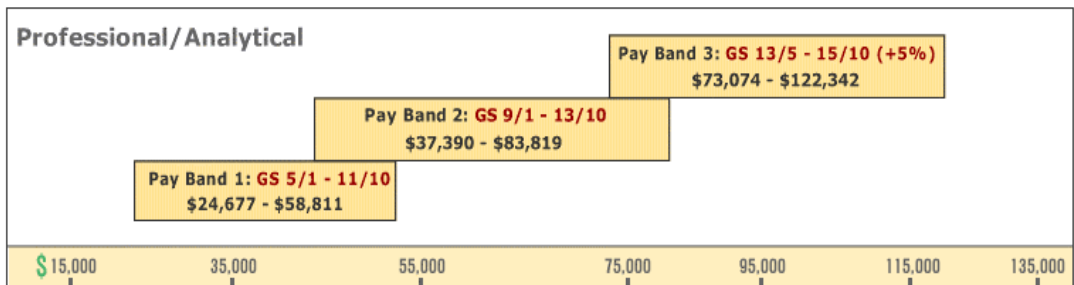 Professional/Analytical
Pay Band 3: GS 13/5 - 15/10 (+5%)
$73,074 - $122,342
Pay Band 2: GS 9/1 - 13/10
$37,390 - $83,819
Pay Band 1: GS 5/1 - 11/10
$24,677 - $58,811
$ 15,000 35,000 55,000 75,000 95,000 115,000 135,000